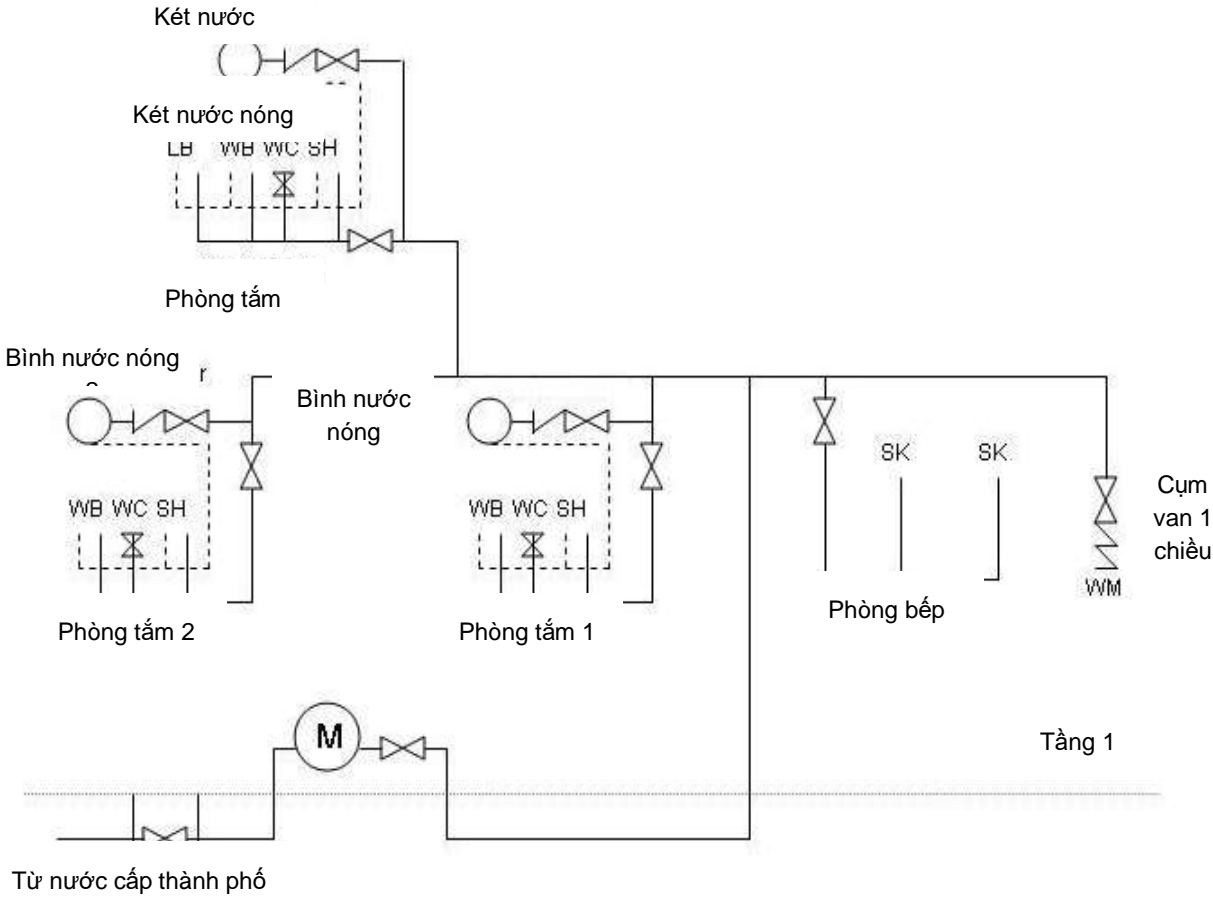 Két nước
Két nước nóng
LB WB WC SH
Phòng tắm
Bình nước nóng
r
Bình nước
nóng
SK SK
Cụm
van 1
chiều
WB WC SH
WB WC SH
WM
Phòng bếp
Phòng tắm 2
Phòng tắm 1
M
Tầng 1
Từ nước cấp thành phố